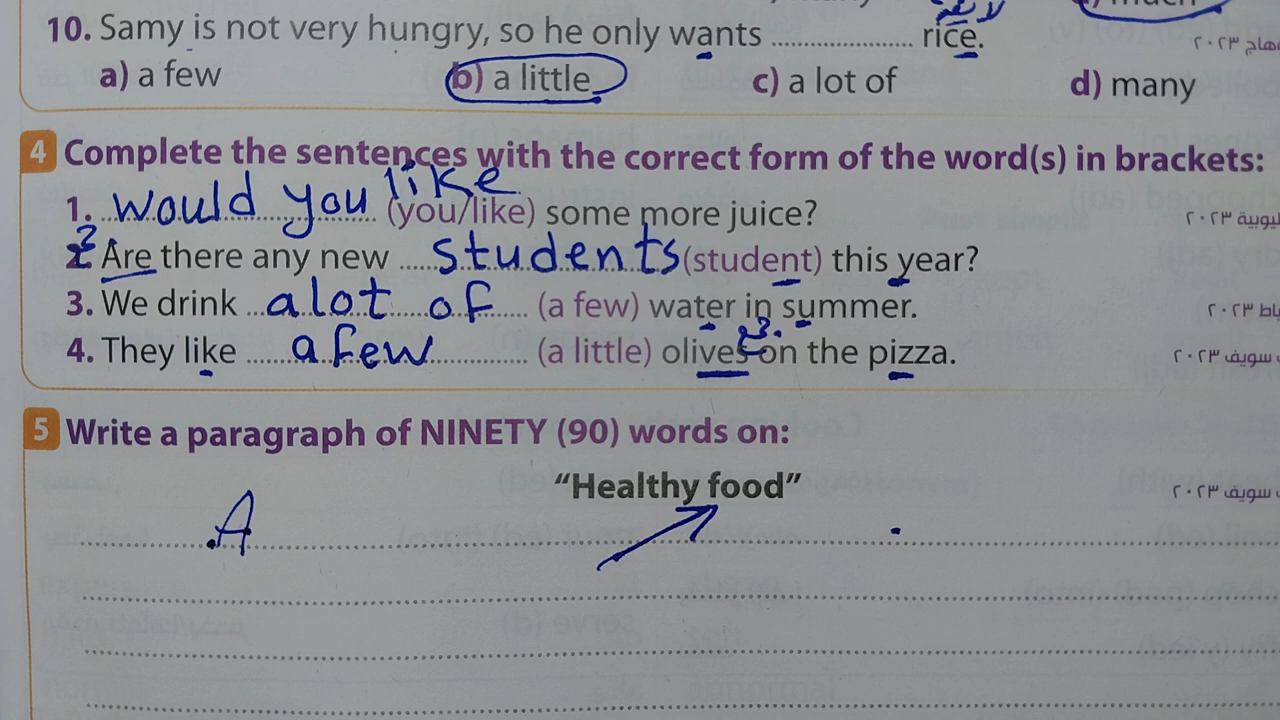 10. Samy is not very hungry, so he only wants .................... rice.
a) a few b) a little c) a lot of d) many
4 Complete the sentences with the correct form of the word(s) in brackets:
1. would you like (you/like) some more juice?
2. Are there any new students (student) this year?
3. We drink alot of (a few) water in summer.
4. They like a few (a little) olives on the pizza.
5 Write a paragraph of NINETY (90) words on:
"Healthy food"
A